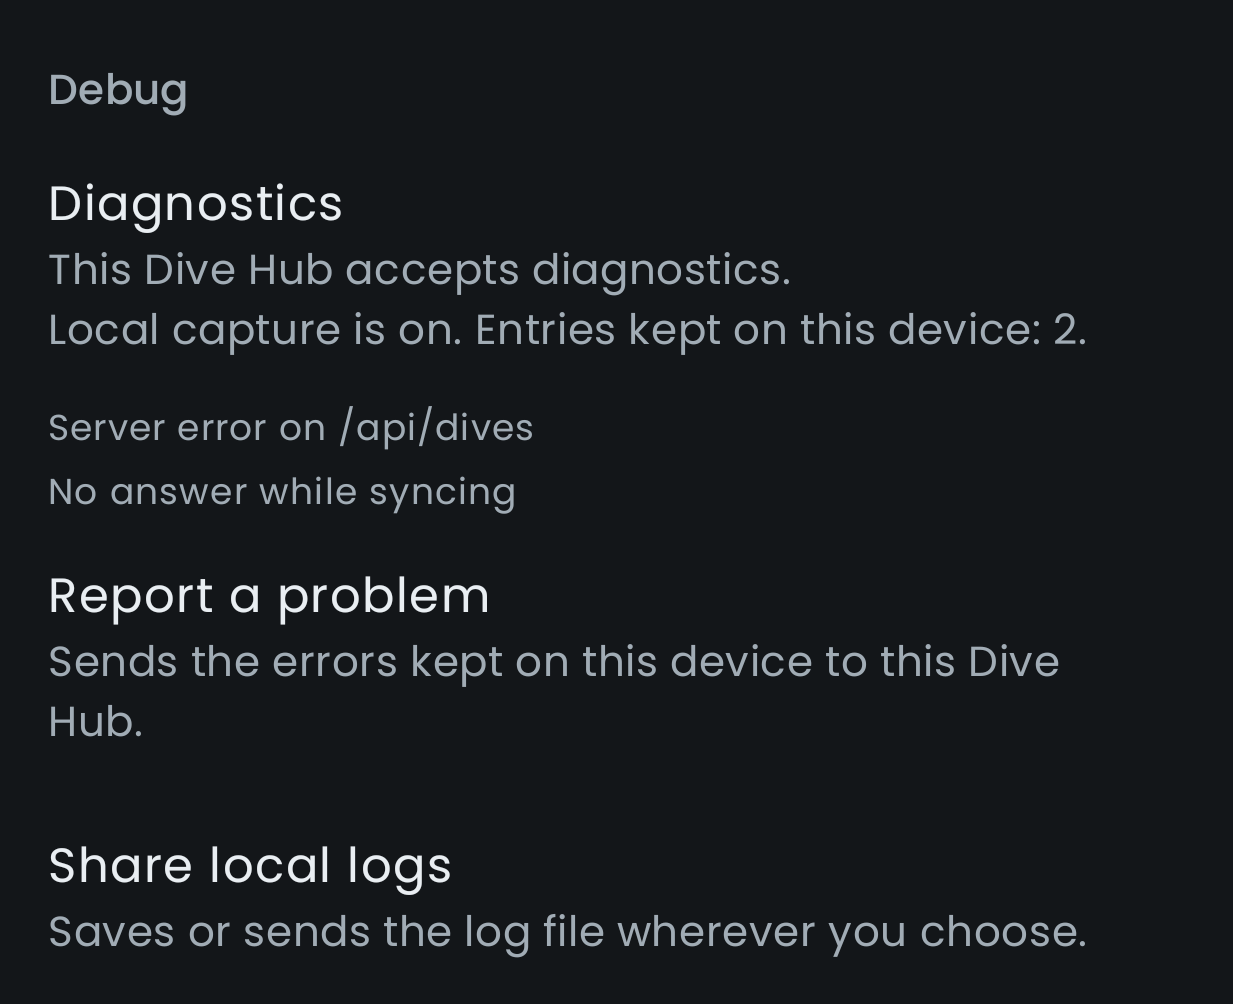 Debug
Diagnostics
This Dive Hub accepts diagnostics.
Local capture is on. Entries kept on this device: 2.
Server error on /api/dives
No answer while syncing
Report a problem
Sends the errors kept on this device to this Dive
Hub.
Share local logs
Saves or sends the log file wherever you choose.